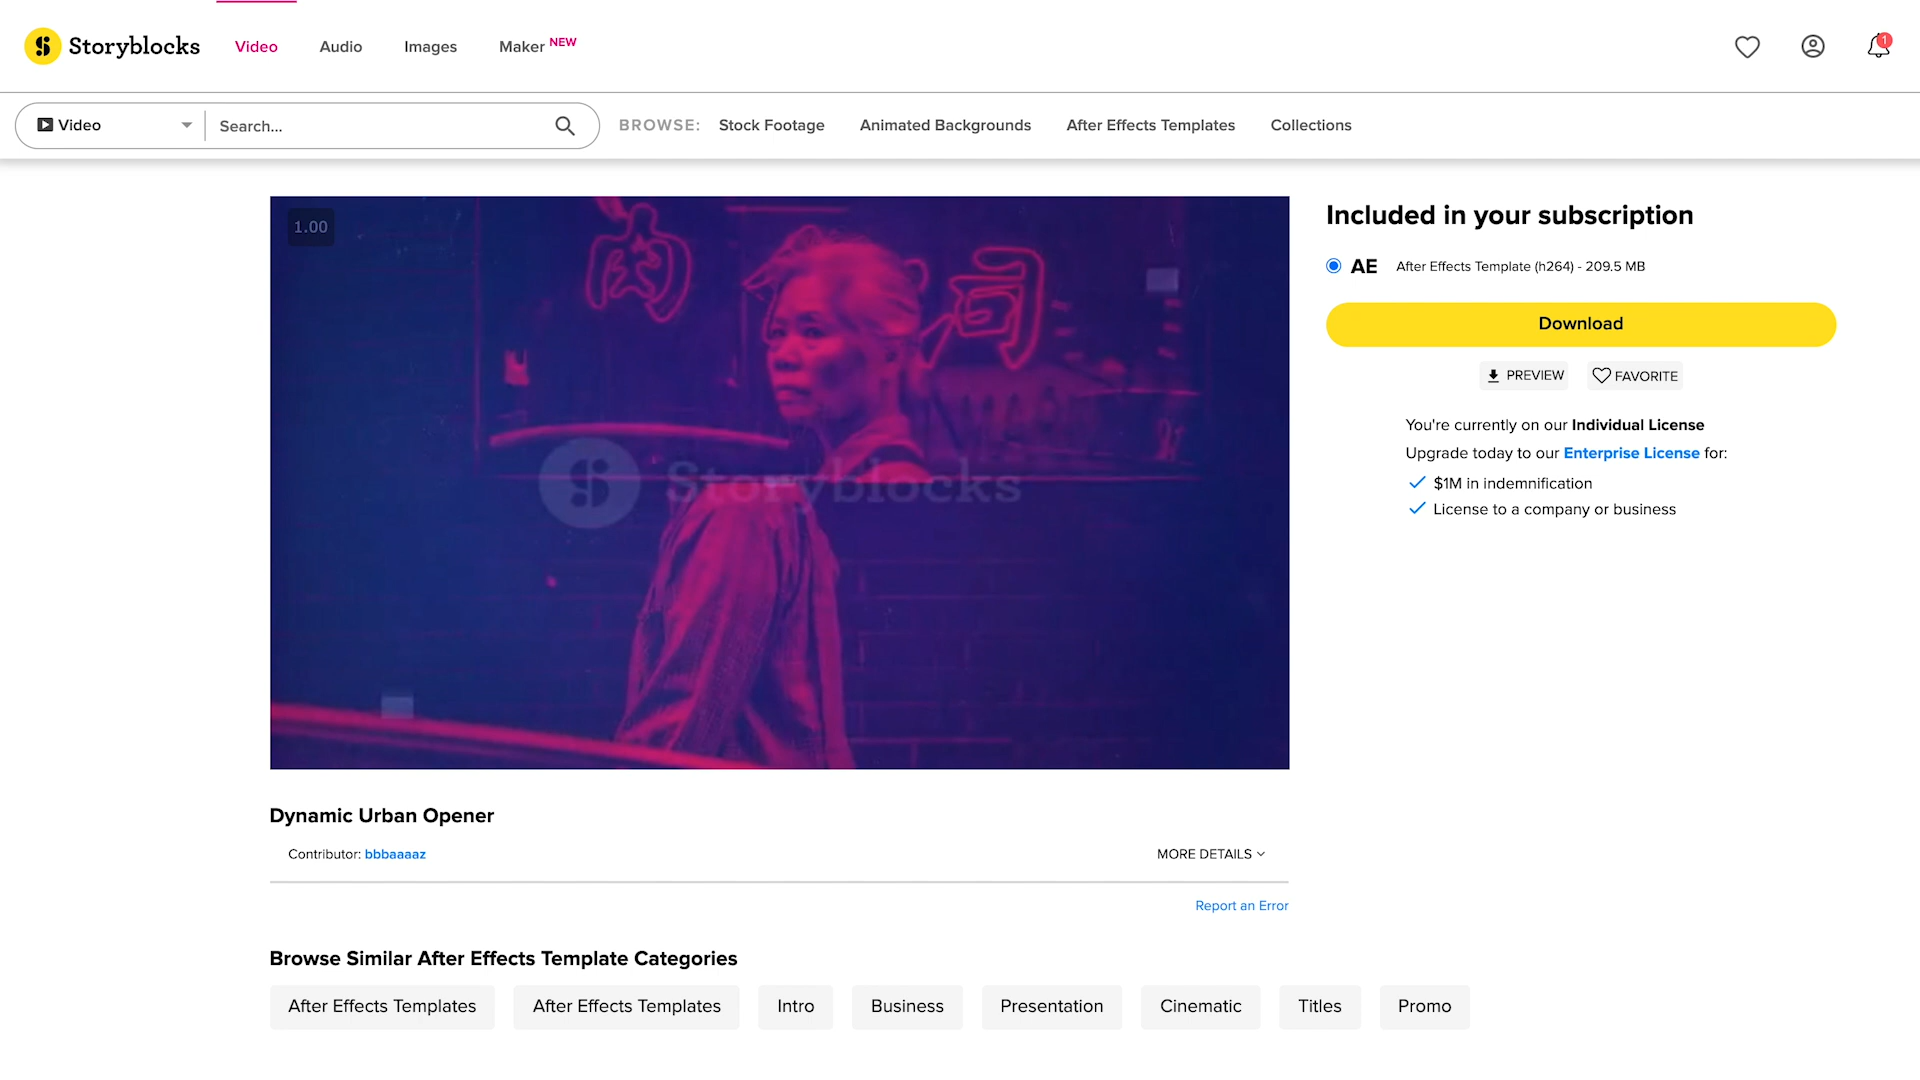 Storyblocks
Video
Audio
Images
Maker NEW
1
Video
Search...
BROWSE:
Stock Footage
Animated Backgrounds
After Effects Templates
Collections
1.00
肉
司
Storyblocks
Included in your subscription
AE After Effects Template (h264) - 209.5 MB
Download
PREVIEW
FAVORITE
You're currently on our Individual License
Upgrade today to our Enterprise License for:
$1M in indemnification
License to a company or business
Dynamic Urban Opener
Contributor: bbbaaaaz
MORE DETAILS
Report an Error
Browse Similar After Effects Template Categories
After Effects Templates
After Effects Templates
Intro
Business
Presentation
Cinematic
Titles
Promo